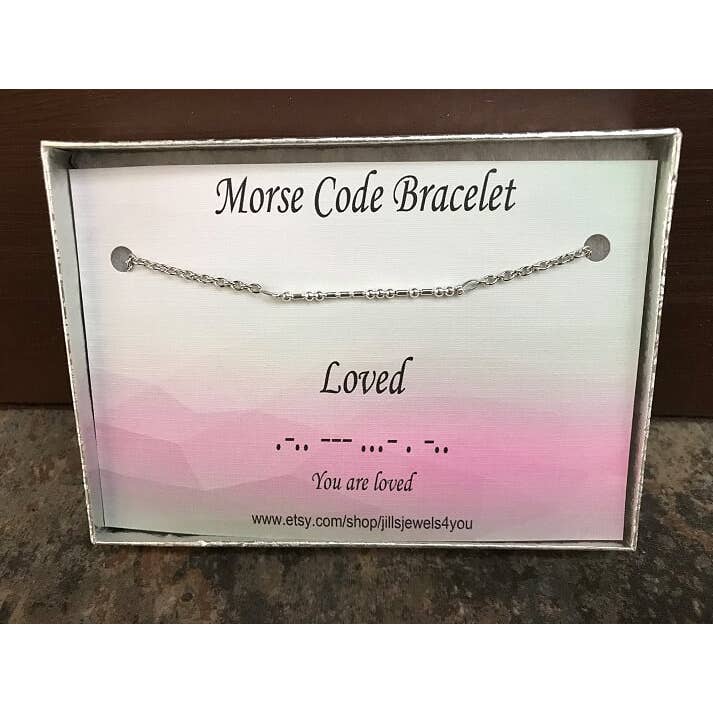 Morse Code Bracelet
Loved
.-.. --- ...- . -..
You are loved
www.etsy.com/shop/jillsjewels4you